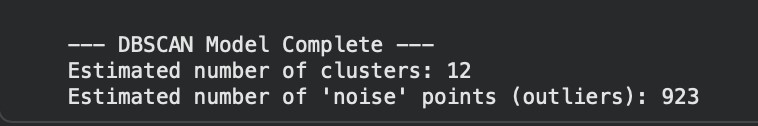 --- DBSCAN Model Complete ---
Estimated number of clusters: 12
Estimated number of 'noise' points (outliers): 923